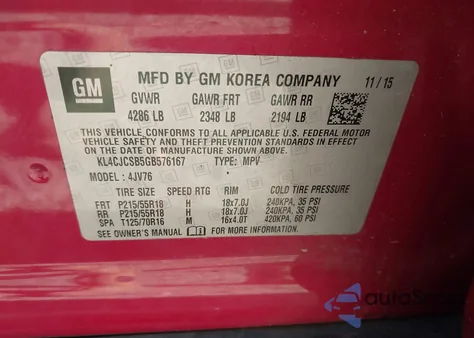 GM
MFD BY GM KOREA COMPANY 11/15
GVWR GAWR FRT GAWR RR
4286 LB 2348 LB 2194 LB
THIS VEHICLE CONFORMS TO ALL APPLICABLE U.S. FEDERAL MOTOR
VEHICLE SAFETY AND THEFT PREVENTION STANDARDS IN EFFECT
ON THE DATE OF MANUFACTURE SHOWN ABOVE.
KL4CJCSB5GB576167 TYPE: MPV
MODEL: 4JV76
TIRE SIZE SPEED RTG RIM COLD TIRE PRESSURE
FRT P215/55R18 H 18x7.0J 240KPA, 35 PSI
RR P215/55R18 H 18x7.0J 240KPA, 35 PSI
SPA T125/70R16 M 16x4.0T 420KPA, 60 PSI
SEE OWNER'S MANUAL FOR MORE INFORMATION.